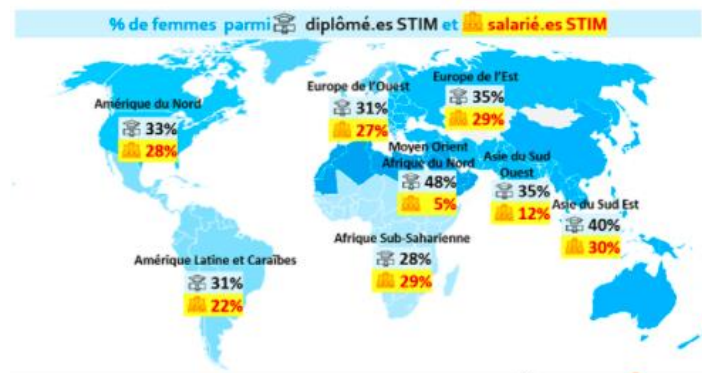 % de femmes parmi diplômé.es STIM et salarié.es STIM
Amérique du Nord
33%
28%
Europe de l'Ouest
31%
27%
Europe de l'Est
35%
29%
Moyen Orient
Afrique du Nord
48%
5%
Asie du Sud
Ouest
35%
12%
Asie du Sud Est
40%
30%
Afrique Sub-Saharienne
28%
29%
Amérique Latine et Caraïbes
31%
22%